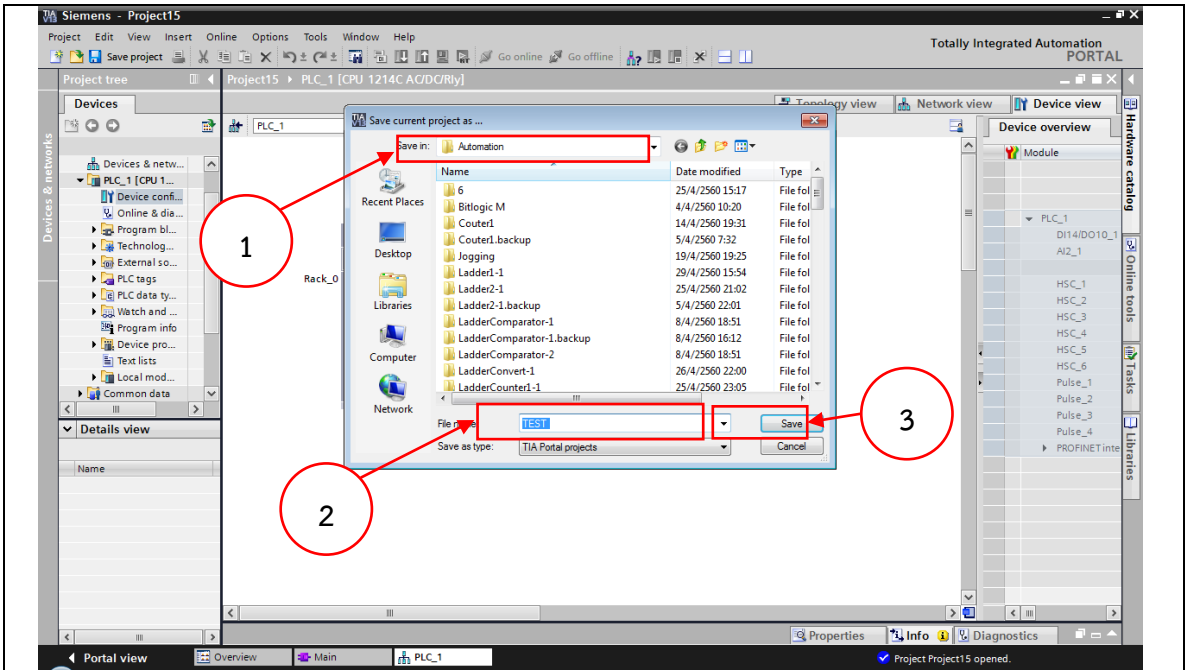 Siemens - Project15
Project Edit View Insert Online Options Tools Window Help
Save project Go online Go offline
Totally Integrated Automation
PORTAL
Project tree
Project15 PLC_1 [CPU 1214C AC/DC/Rly]
Devices
Topology view Network view Device view
PLC_1
Device overview
Module
Devices & networks
Devices & netw...
PLC_1 [CPU 1...
Device confi...
Online & dia...
Program bl...
Technolog...
External so...
PLC tags
PLC data ty...
Watch and ...
Program info
Device pro...
Text lists
Local mod...
Common data
Details view
Name
Rack_0
Save current project as ...
Save in: Automation
Recent Places
Desktop
Libraries
Computer
Network
Name Date modified Type
6 25/4/2560 15:17 File fol
Bitlogic M 4/4/2560 10:20 File fol
Couter1 14/4/2560 19:31 File fol
Couter1.backup 5/4/2560 7:32 File fol
Jogging 19/4/2560 19:25 File fol
Ladder1-1 29/4/2560 15:54 File fol
Ladder2-1 25/4/2560 21:02 File fol
Ladder2-1.backup 5/4/2560 22:01 File fol
LadderComparator-1 8/4/2560 18:51 File fol
LadderComparator-1.backup 8/4/2560 16:12 File fol
LadderComparator-2 8/4/2560 18:51 File fol
LadderConvert-1 26/4/2560 22:00 File fol
LadderCounter1-1 25/4/2560 23:05 File fol
TEST Save
Save as type: TIA Portal projects Cancel
1
2
3
PLC_1
DI14/DO10_1
AI2_1
HSC_1
HSC_2
HSC_3
HSC_4
HSC_5
HSC_6
Pulse_1
Pulse_2
Pulse_3
Pulse_4
PROFINET inte
Hardware catalog
Online tools
Tasks
Libraries
Properties Info Diagnostics
Portal view Overview Main PLC_1
Project Project15 opened.